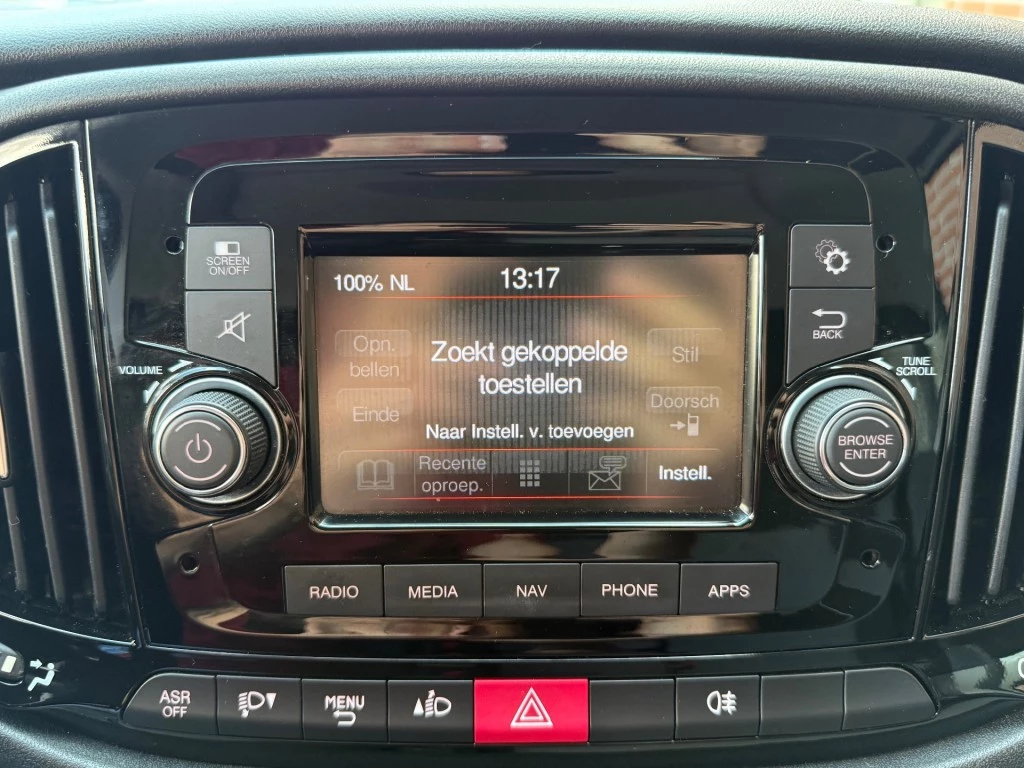 SCREEN
ON/OFF
VOLUME
100% NL 13:17
Opn.
bellen
Zoekt gekoppelde
toestellen
Stil
Einde
Doorsch
Naar Instell. v. toevoegen
Recente
oproep.
Instell.
BACK
TUNE
SCROLL
BROWSE
ENTER
RADIO MEDIA NAV PHONE APPS
ASR
OFF
MENU